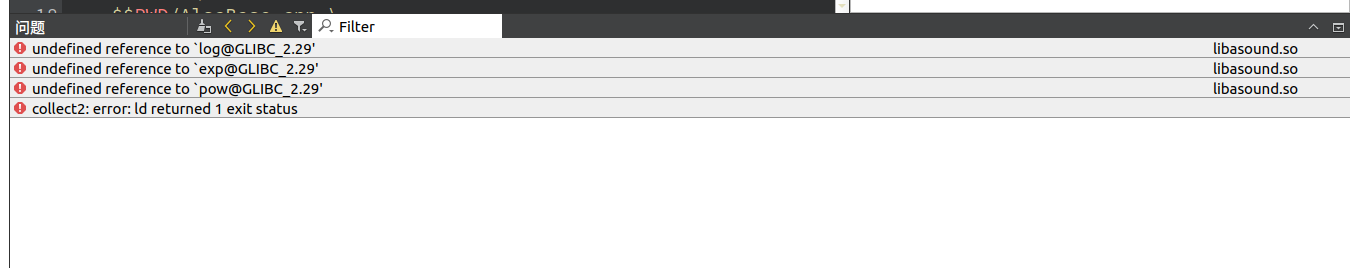 问题 Filter
undefined reference to `log@GLIBC_2.29' libasound.so
undefined reference to `exp@GLIBC_2.29' libasound.so
undefined reference to `pow@GLIBC_2.29' libasound.so
collect2: error: ld returned 1 exit status